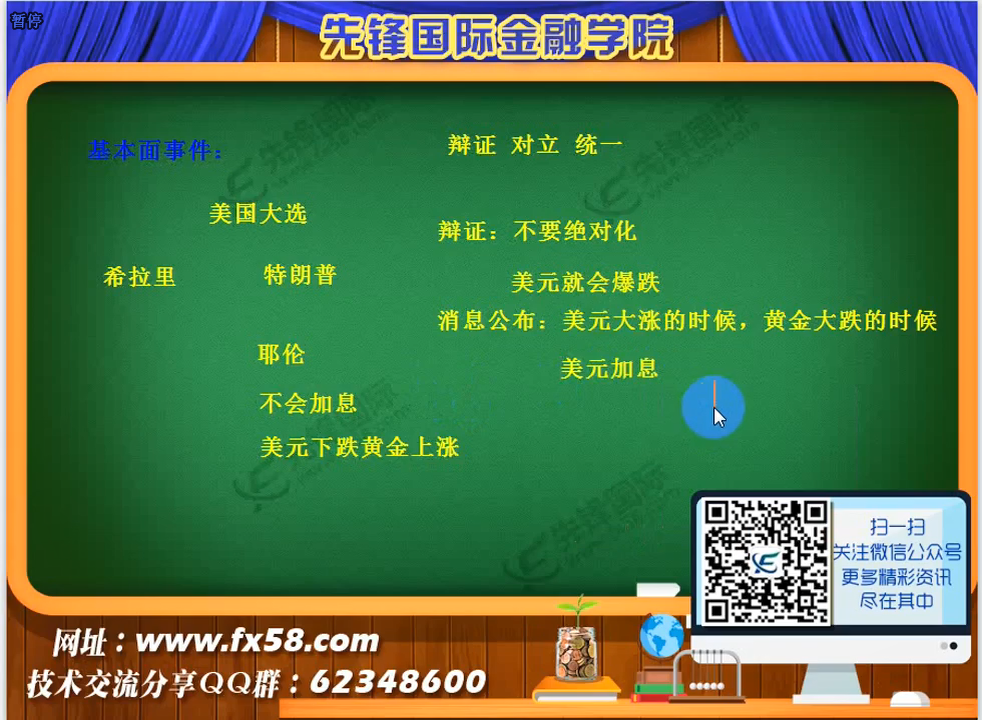 暂停
先锋国际金融学院
基本面事件：
辩证 对立 统一
美国大选
辩证：不要绝对化
希拉里 特朗普
美元就会爆跌
消息公布：美元大涨的时候，黄金大跌的时候
耶伦
美元加息
不会加息
美元下跌黄金上涨
扫一扫
关注微信公众号
更多精彩资讯
尽在其中
网址：www.fx58.com
技术交流分享QQ群：62348600